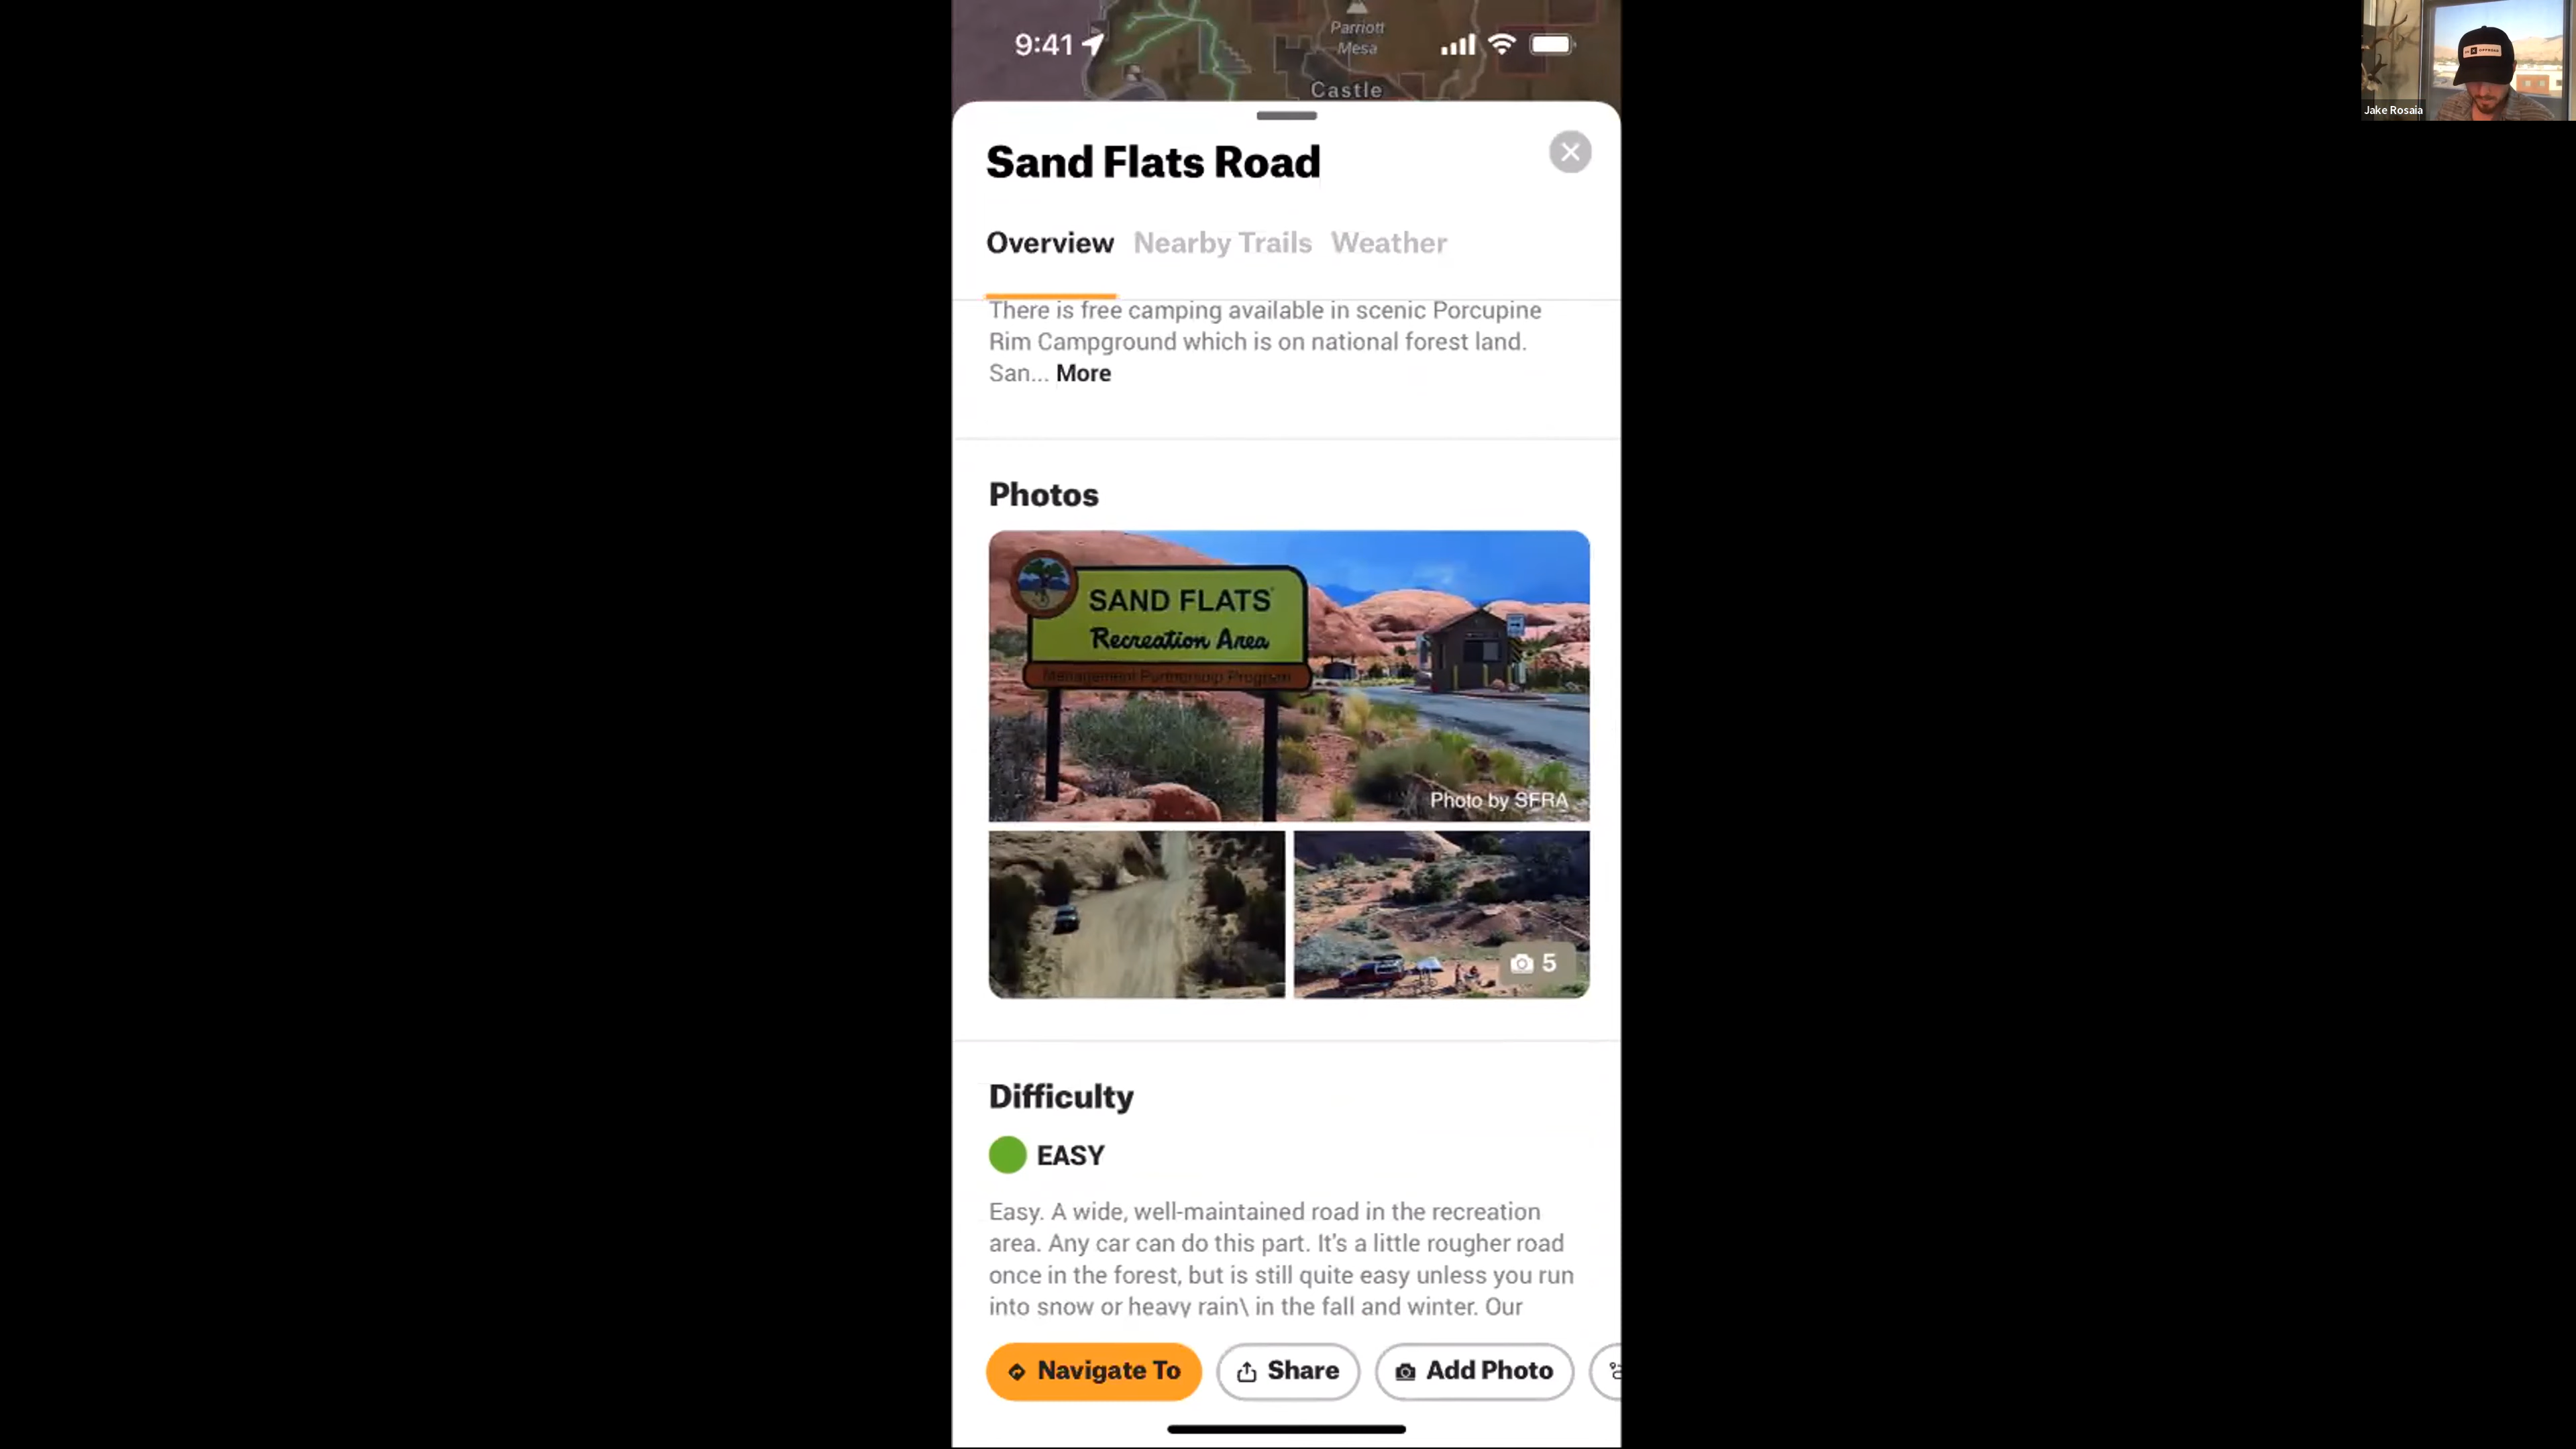 9:41
Parriott
Mesa
Castle
Jake Rosaia
Sand Flats Road
Overview Nearby Trails Weather
There is free camping available in scenic Porcupine
Rim Campground which is on national forest land.
San... More
Photos
SAND FLATS
Recreation Area
Management Partnership Program
Photo by SFRA
5
Difficulty
EASY
Easy. A wide, well-maintained road in the recreation
area. Any car can do this part. It's a little rougher road
once in the forest, but is still quite easy unless you run
into snow or heavy rain\ in the fall and winter. Our
Navigate To Share Add Photo